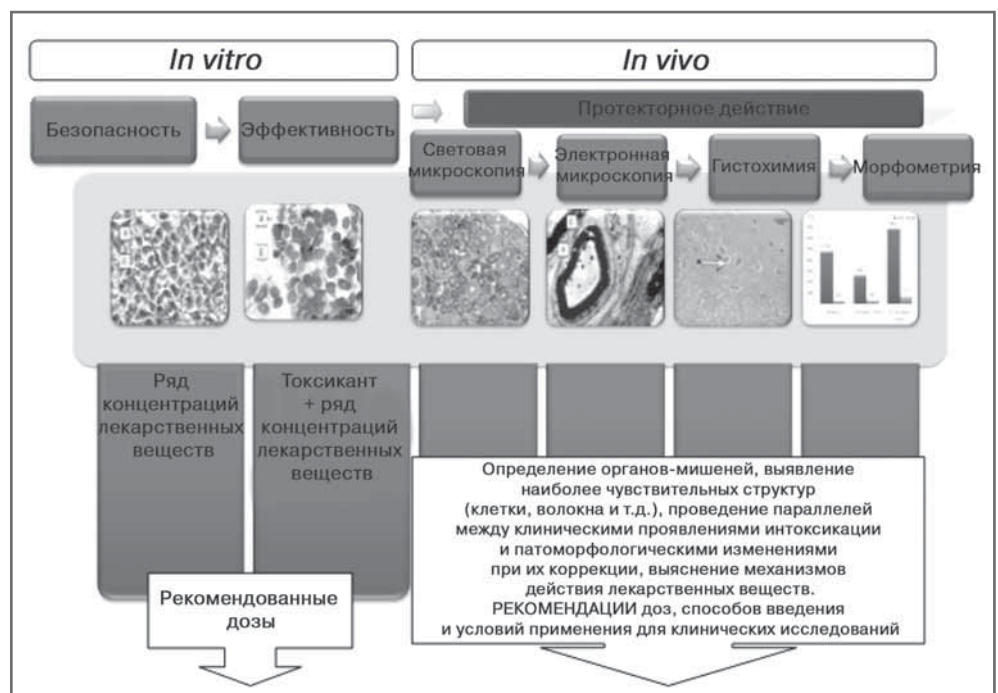 In vitro
In vivo
Безопасность
Эффективность
Протекторное действие
Световая
микроскопия
Электронная
микроскопия
Гистохимия
Морфометрия
Ряд
концентраций
лекарственных
веществ
Токсикант
+ ряд
концентраций
лекарственных
веществ
Рекомендованные
дозы
Определение органов-мишеней, выявление
наиболее чувствительных структур
(клетки, волокна и т.д.), проведение параллелей
между клиническими проявлениями интоксикации
и патоморфологическими изменениями
при их коррекции, выяснение механизмов
действия лекарственных веществ.
РЕКОМЕНДАЦИИ доз, способов введения
и условий применения для клинических исследований